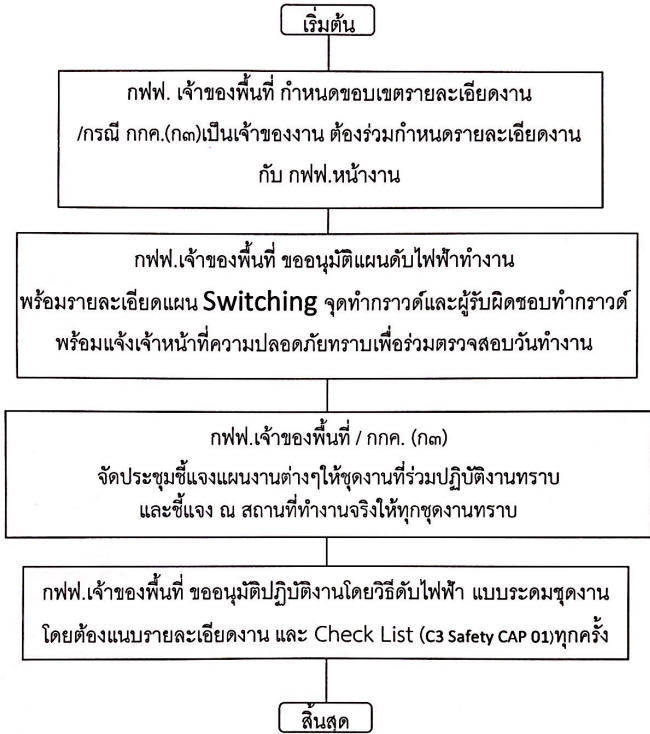 เริ่มต้น
กฟฟ. เจ้าของพื้นที่ กำหนดขอบเขตรายละเอียดงาน
/กรณี กกค.(ก๓)เป็นเจ้าของงาน ต้องร่วมกำหนดรายละเอียดงาน
กับ กฟฟ.หน้างาน
กฟฟ.เจ้าของพื้นที่ ขออนุมัติแผนดับไฟฟ้าทำงาน
พร้อมรายละเอียดแผน Switching จุดทำกราวด์และผู้รับผิดชอบทำกราวด์
พร้อมแจ้งเจ้าหน้าที่ความปลอดภัยทราบเพื่อร่วมตรวจสอบวันทำงาน
กฟฟ.เจ้าของพื้นที่ / กกค. (ก๓)
จัดประชุมชี้แจงแผนงานต่างๆให้ชุดงานที่ร่วมปฏิบัติงานทราบ
และชี้แจง ณ สถานที่ทำงานจริงให้ทุกชุดงานทราบ
กฟฟ.เจ้าของพื้นที่ ขออนุมัติปฏิบัติงานโดยวิธีดับไฟฟ้า แบบระดมชุดงาน
โดยต้องแนบรายละเอียดงาน และ Check List (C3 Safety CAP 01)ทุกครั้ง
สิ้นสุด